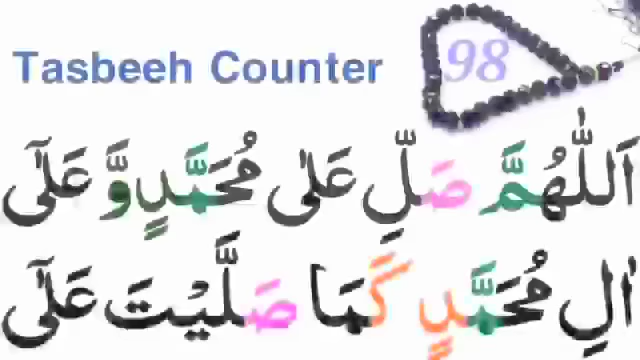 Tasbeeh Counter
98
اَللّٰهُمَّ صَلِّ عَلٰى مُحَمَّدٍ وَّ عَلٰٓى
اٰلِ مُحَمَّدٍ كَمَا صَلَّيْتَ عَلٰٓى